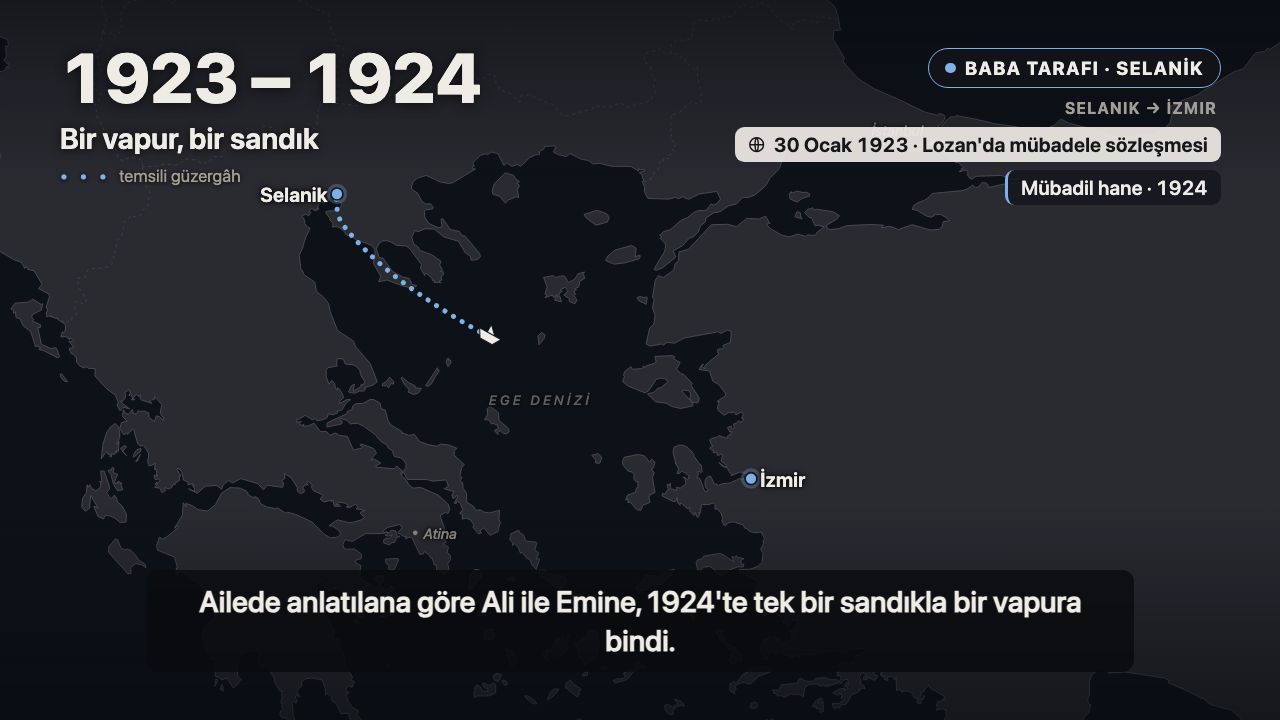 1923 – 1924
Bir vapur, bir sandık
temsili güzergâh
BABA TARAFI · SELANİK
SELANIK → İZMIR
İstanbul
30 Ocak 1923 · Lozan'da mübadele sözleşmesi
Mübadil hane · 1924
Selanik
EGE DENİZİ
İzmir
Atina
Ailede anlatılana göre Ali ile Emine, 1924'te tek bir sandıkla bir vapura
bindi.